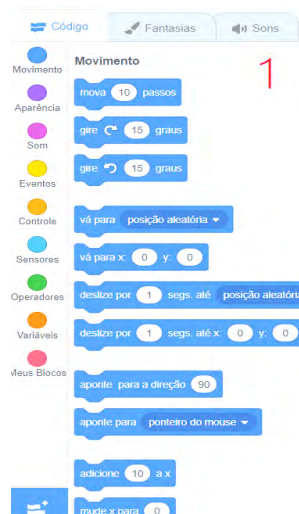 Código Fantasias Sons
Movimento
1
Movimento
mova 10 passos
Aparência
gire 15 graus
Som
gire 15 graus
Eventos
Controle
vá para posição aleatória
Sensores
vá para x: 0 y: 0
Operadores
deslize por 1 segs. até posição aleatória
Variáveis
deslize por 1 segs. até x: 0 y: 0
Meus Blocos
aponte para a direção 90
aponte para ponteiro do mouse
adicione 10 a x
mude x para 0